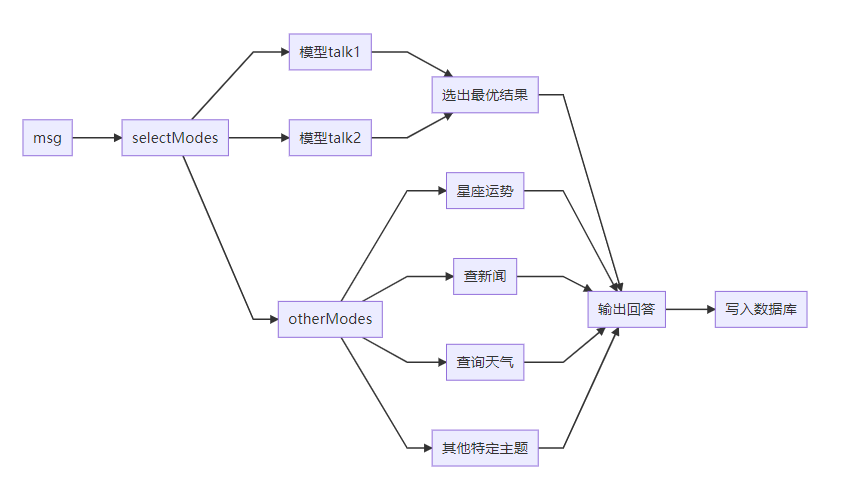 msg
selectModes
模型talk1
模型talk2
选出最优结果
otherModes
星座运势
查新闻
查询天气
其他特定主题
输出回答
写入数据库